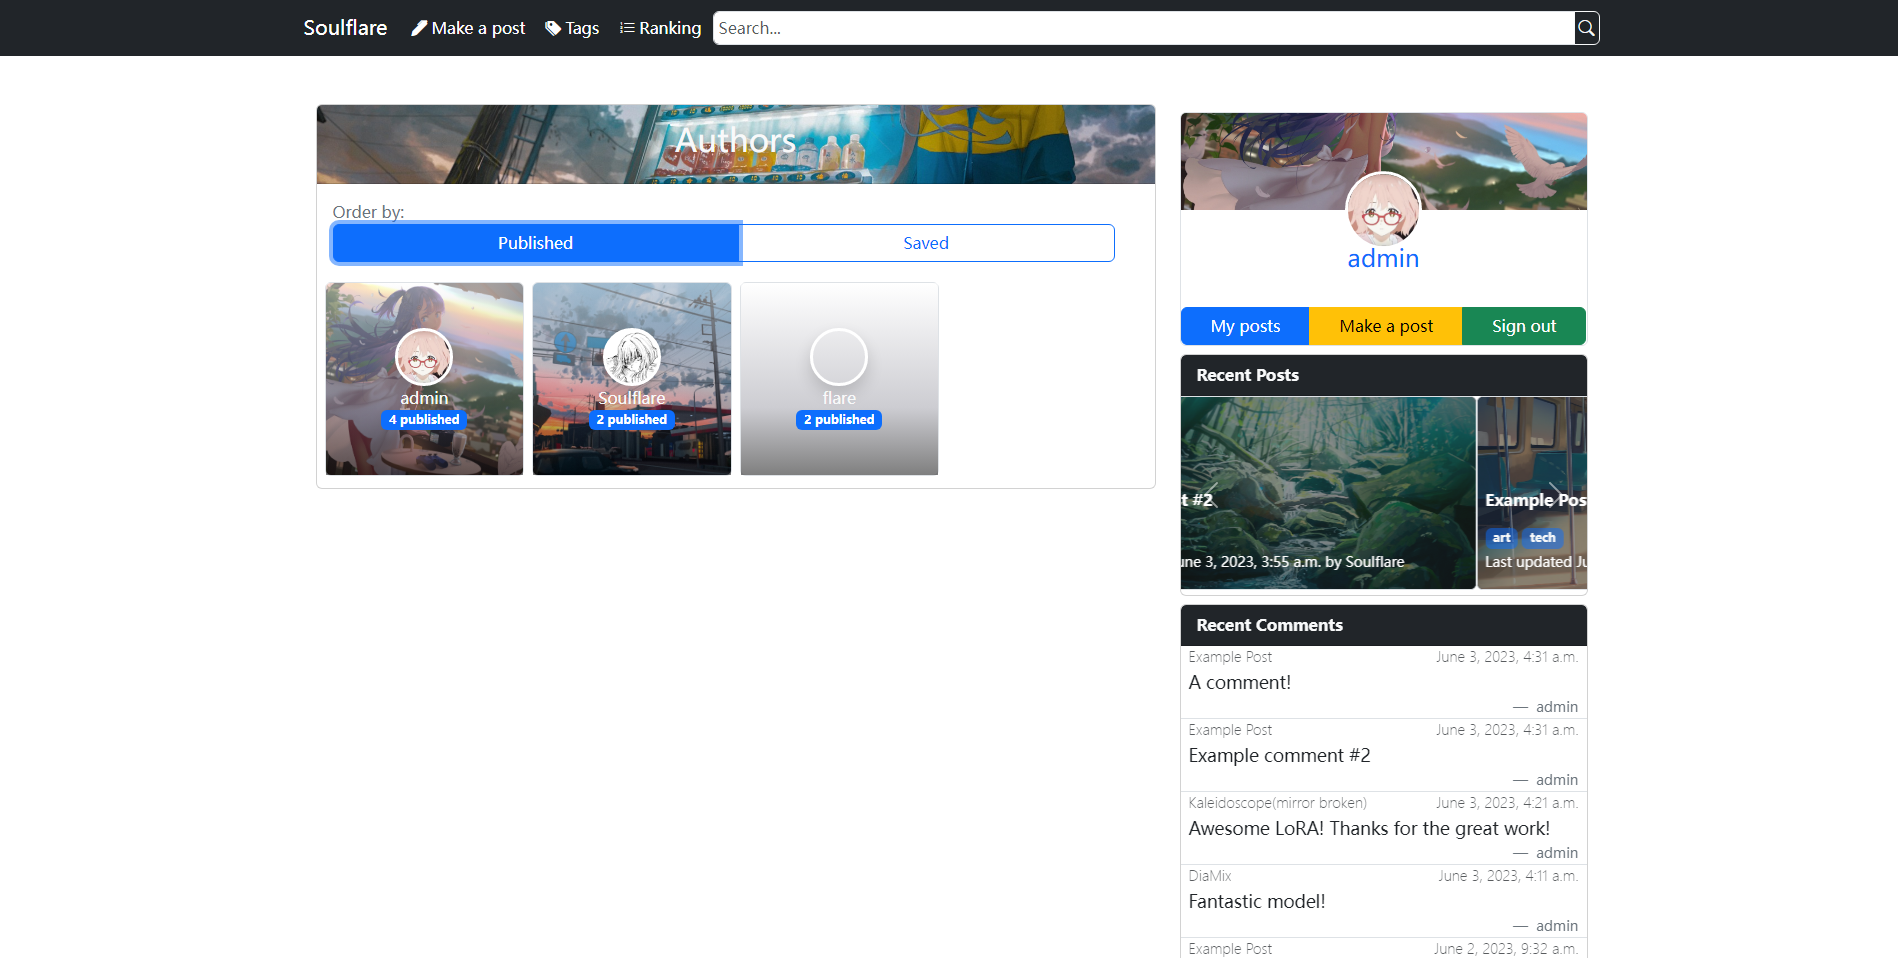 Soulflare Make a post Tags Ranking Search...
Authors
Order by:
Published Saved
admin
4 published
Soulflare
2 published
flare
2 published
admin
My posts Make a post Sign out
Recent Posts
t #2
une 3, 2023, 3:55 a.m. by Soulflare
Example Pos
art tech
Last updated Ju
Recent Comments
Example Post June 3, 2023, 4:31 a.m.
A comment!
— admin
Example Post June 3, 2023, 4:31 a.m.
Example comment #2
— admin
Kaleidoscope(mirror broken) June 3, 2023, 4:21 a.m.
Awesome LoRA! Thanks for the great work!
— admin
DiaMix June 3, 2023, 4:11 a.m.
Fantastic model!
— admin
Example Post June 2, 2023, 9:32 a.m.